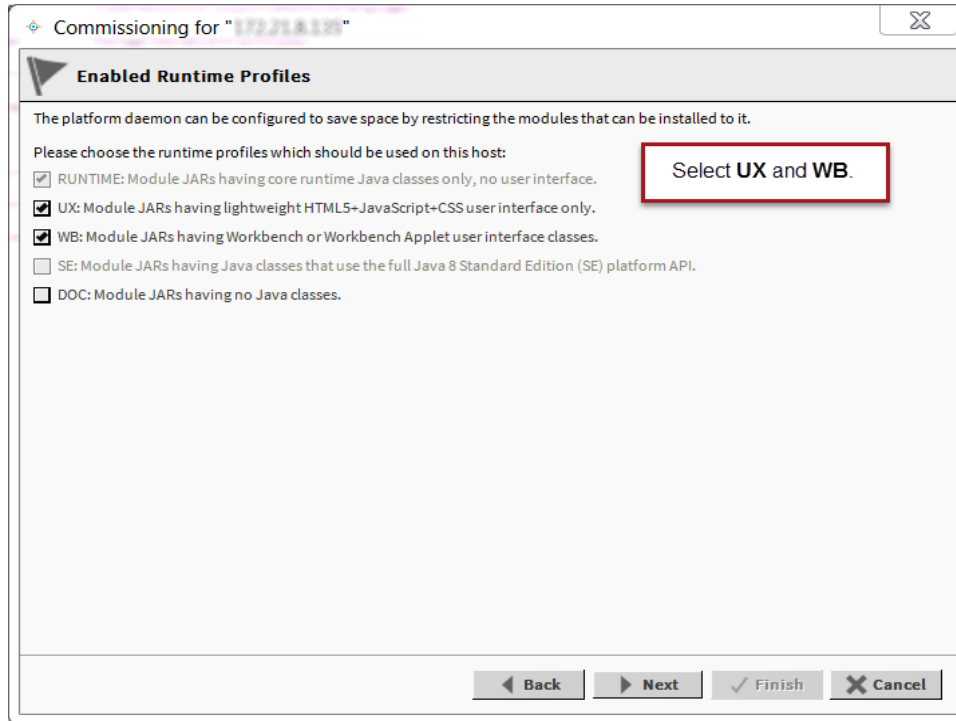 Commissioning for "
Enabled Runtime Profiles
The platform daemon can be configured to save space by restricting the modules that can be installed to it.
Please choose the runtime profiles which should be used on this host:
Select UX and WB.
RUNTIME: Module JARs having core runtime Java classes only, no user interface.
UX: Module JARs having lightweight HTML5+JavaScript+CSS user interface only.
WB: Module JARs having Workbench or Workbench Applet user interface classes.
SE: Module JARs having Java classes that use the full Java 8 Standard Edition (SE) platform API.
DOC: Module JARs having no Java classes.
Back Next Finish Cancel